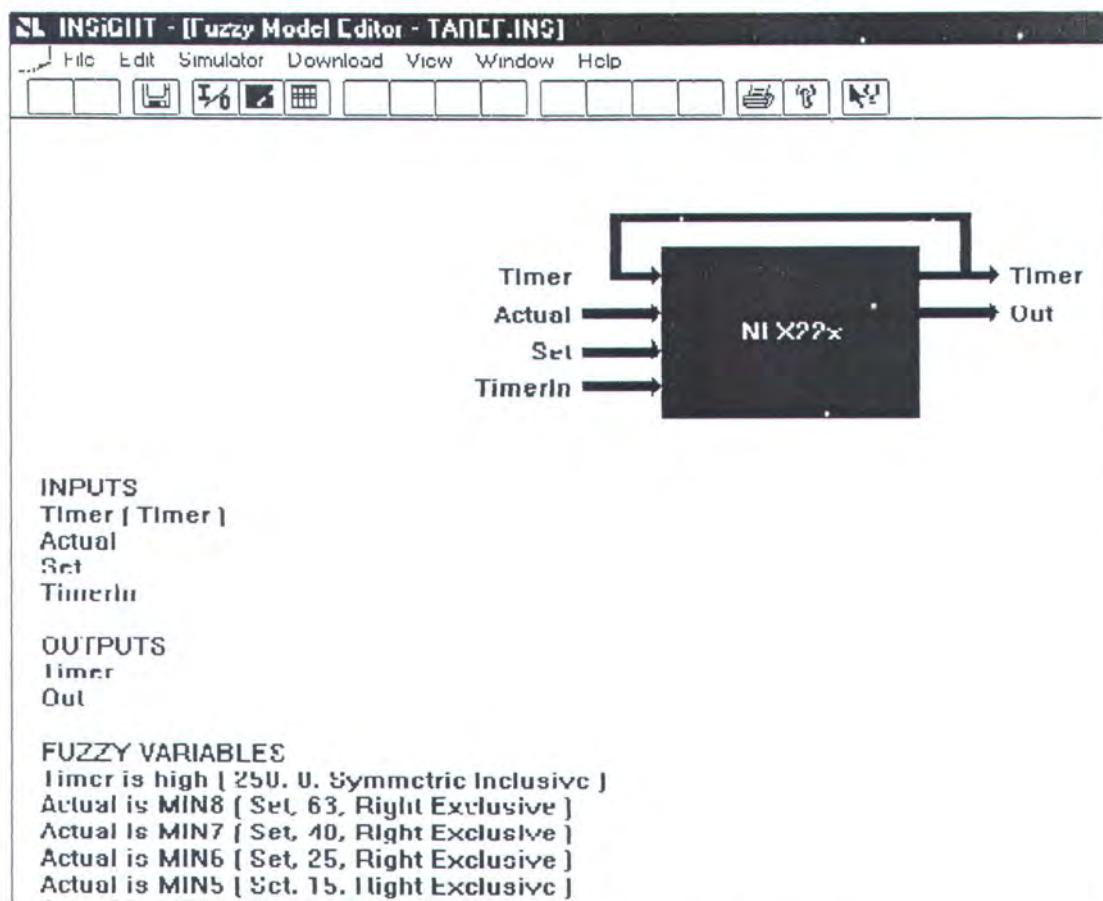 INSiGHT - [Fuzzy Model Editor - TAREF.INS]
File Edit Simulator Download View Window Help
I/O
Timer
Actual
Set
TimerIn
NLX22x
Timer
Out
INPUTS
Timer ( Timer )
Actual
Set
TimerIn
OUTPUTS
Timer
Out
FUZZY VARIABLES
Timer is high ( 250, 0, Symmetric Inclusive )
Actual is MIN8 ( Set, 63, Right Exclusive )
Actual is MIN7 ( Set, 40, Right Exclusive )
Actual is MIN6 ( Set, 25, Right Exclusive )
Actual is MIN5 ( Set, 15, Right Exclusive )